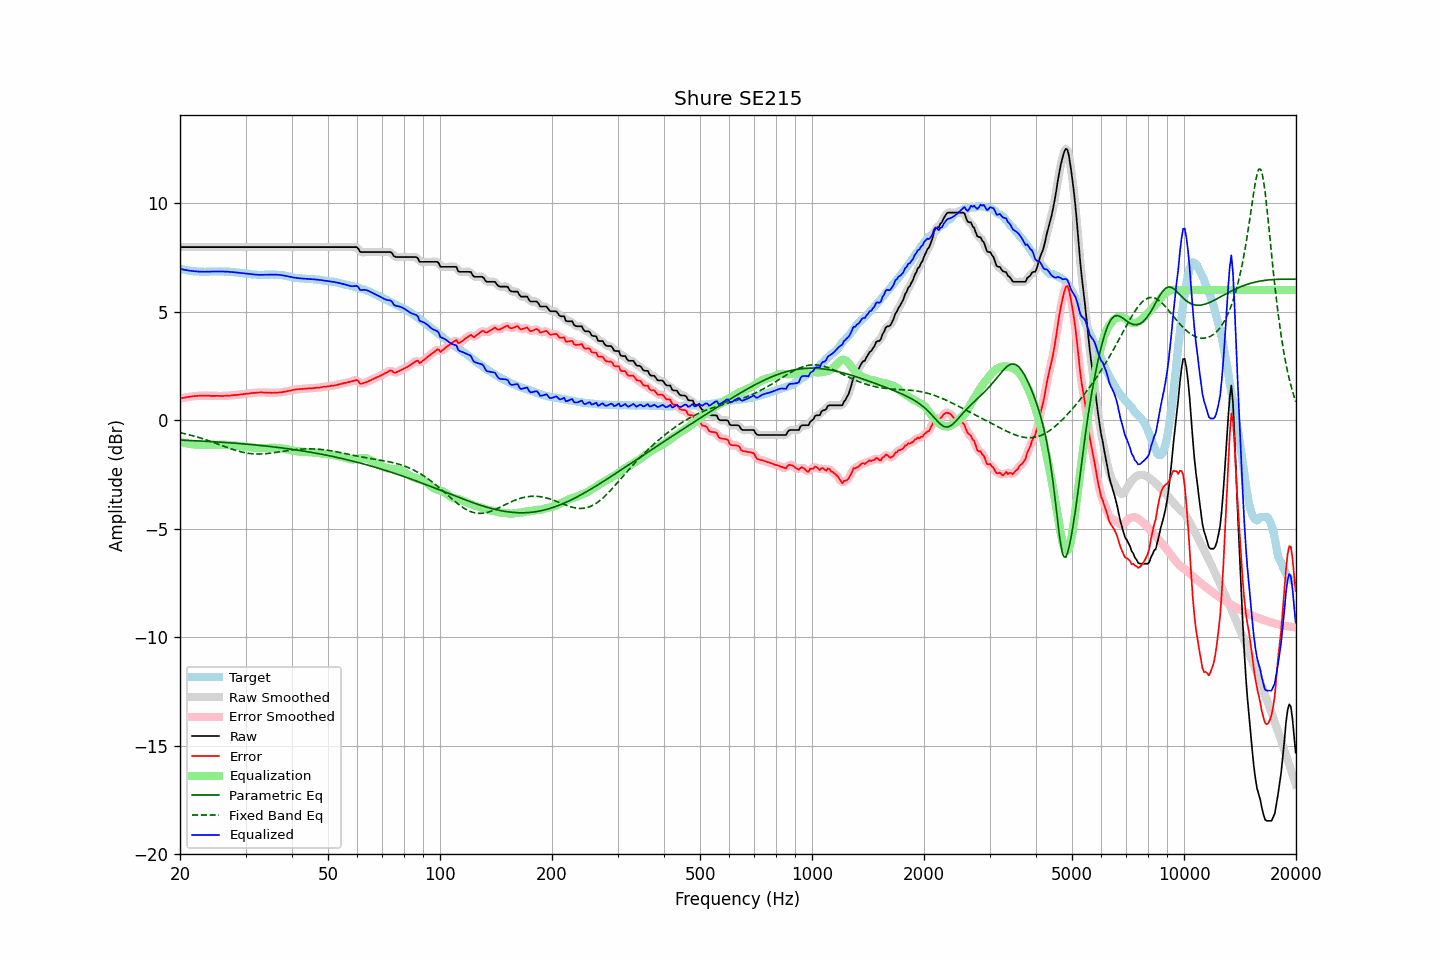 Shure SE215
Amplitude (dBr)
10
5
0
−5
−10
−15
−20
Target
Raw Smoothed
Error Smoothed
Raw
Error
Equalization
Parametric Eq
Fixed Band Eq
Equalized
20 50 100 200 500 1000 2000 5000 10000 20000
Frequency (Hz)